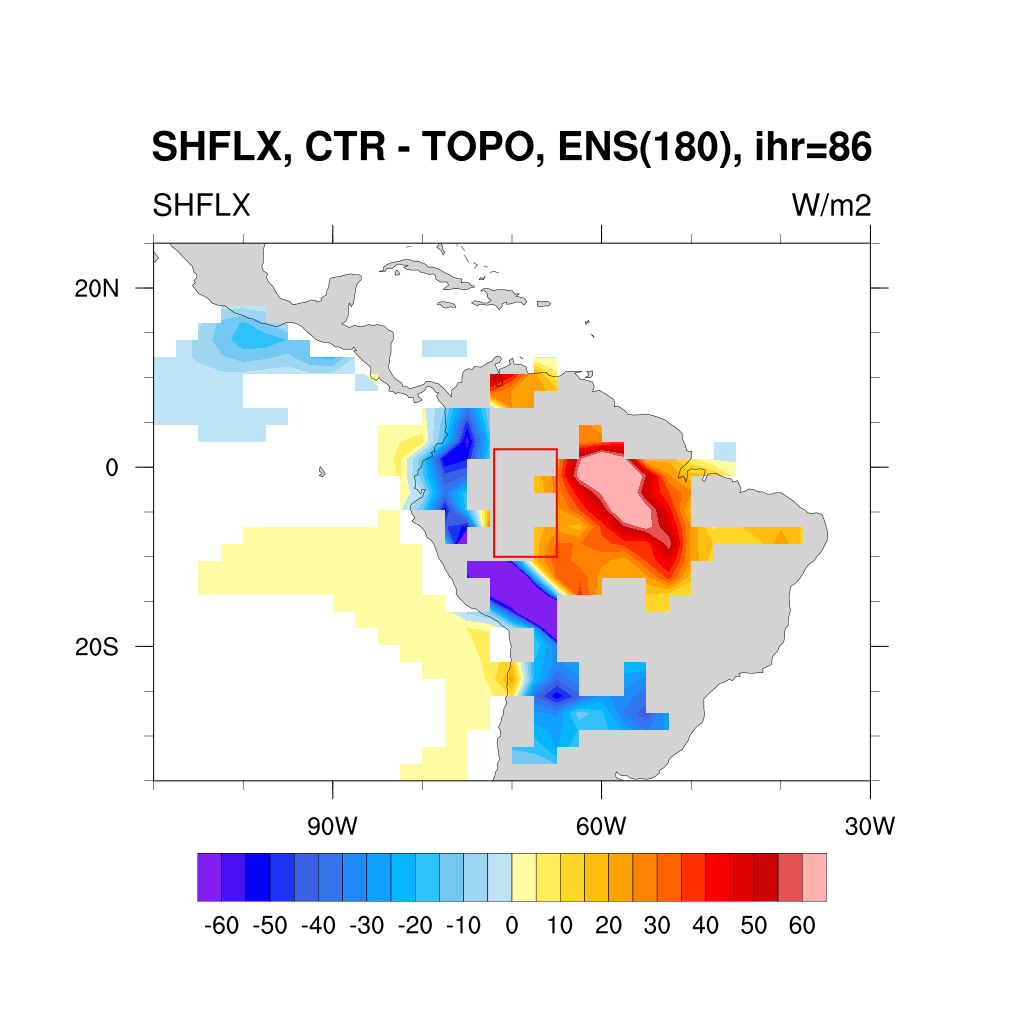 SHFLX, CTR - TOPO, ENS(180), ihr=86
SHFLX W/m2
20N
0
20S
90W 60W 30W
-60 -50 -40 -30 -20 -10 0 10 20 30 40 50 60